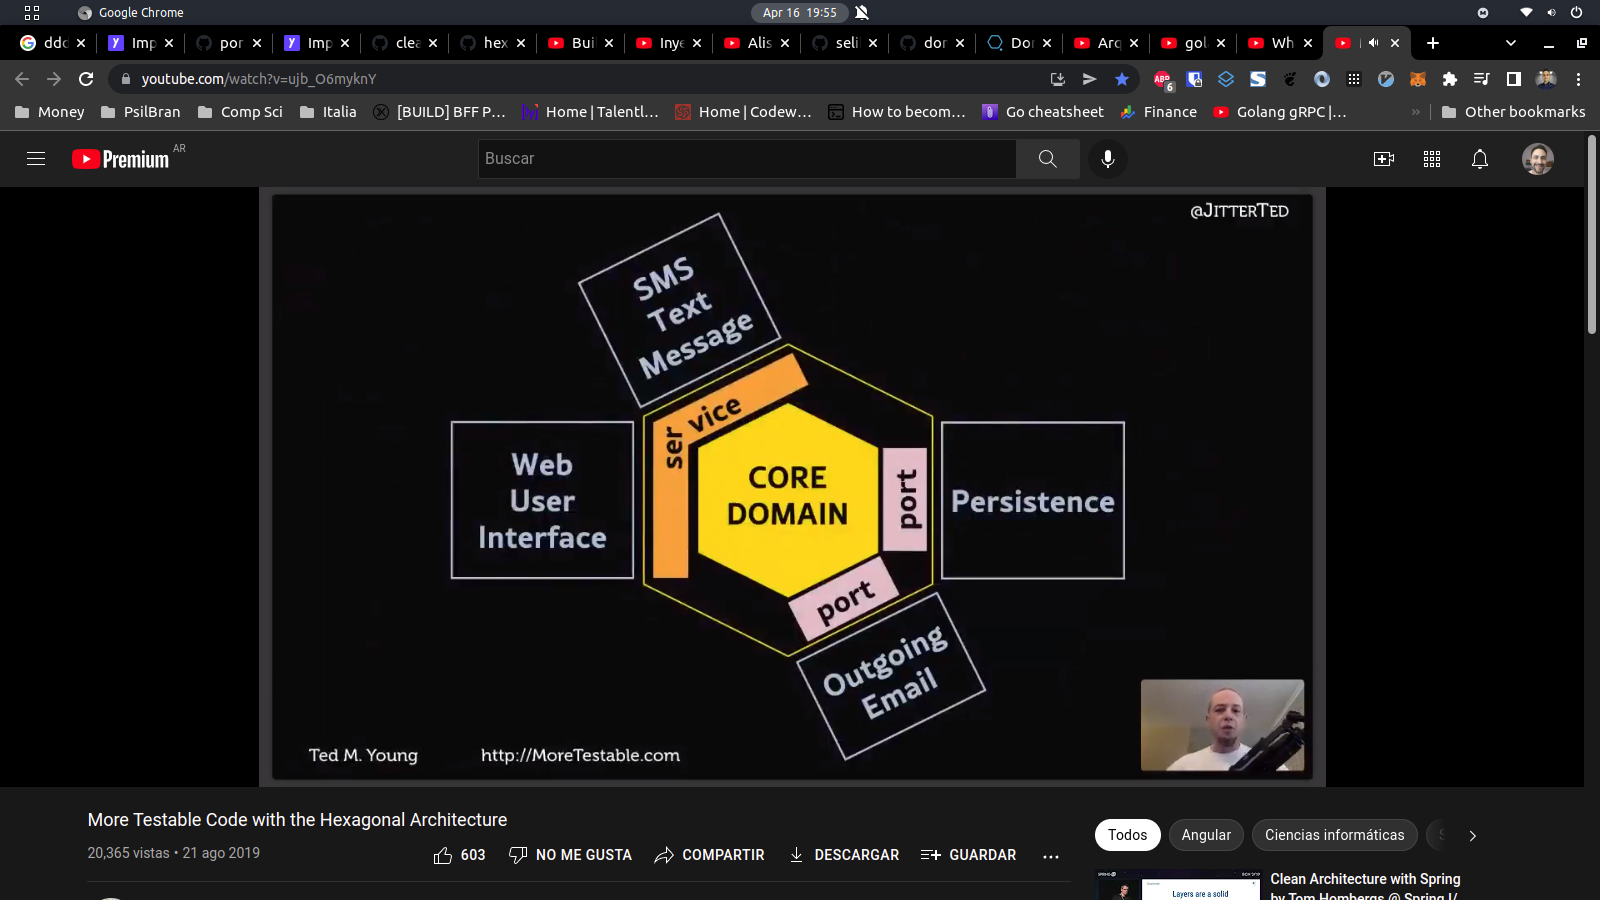 Google Chrome
Apr 16 19:55
ddd
Imp
por
Imp
clea
hex
Buil
Inye
Alis
seli
dor
Dor
Arq
gol
Wh
youtube.com/watch?v=ujb_O6myknY
6
Money
PsilBran
Comp Sci
Italia
[BUILD] BFF P...
Home | Talentl...
Home | Codew...
How to becom...
Go cheatsheet
Finance
Golang gRPC |...
»
Other bookmarks
Premium AR
Buscar
@JitterTed
SMS
Text
Message
service
Web
User
Interface
CORE
DOMAIN
port
Persistence
port
Outgoing
Email
Ted M. Young
http://MoreTestable.com
More Testable Code with the Hexagonal Architecture
20,365 vistas • 21 ago 2019
603
NO ME GUSTA
COMPARTIR
DESCARGAR
GUARDAR
...
Todos
Angular
Ciencias informáticas
Layers are a solid
Clean Architecture with Spring
by Tom Hombergs @ Spring I/